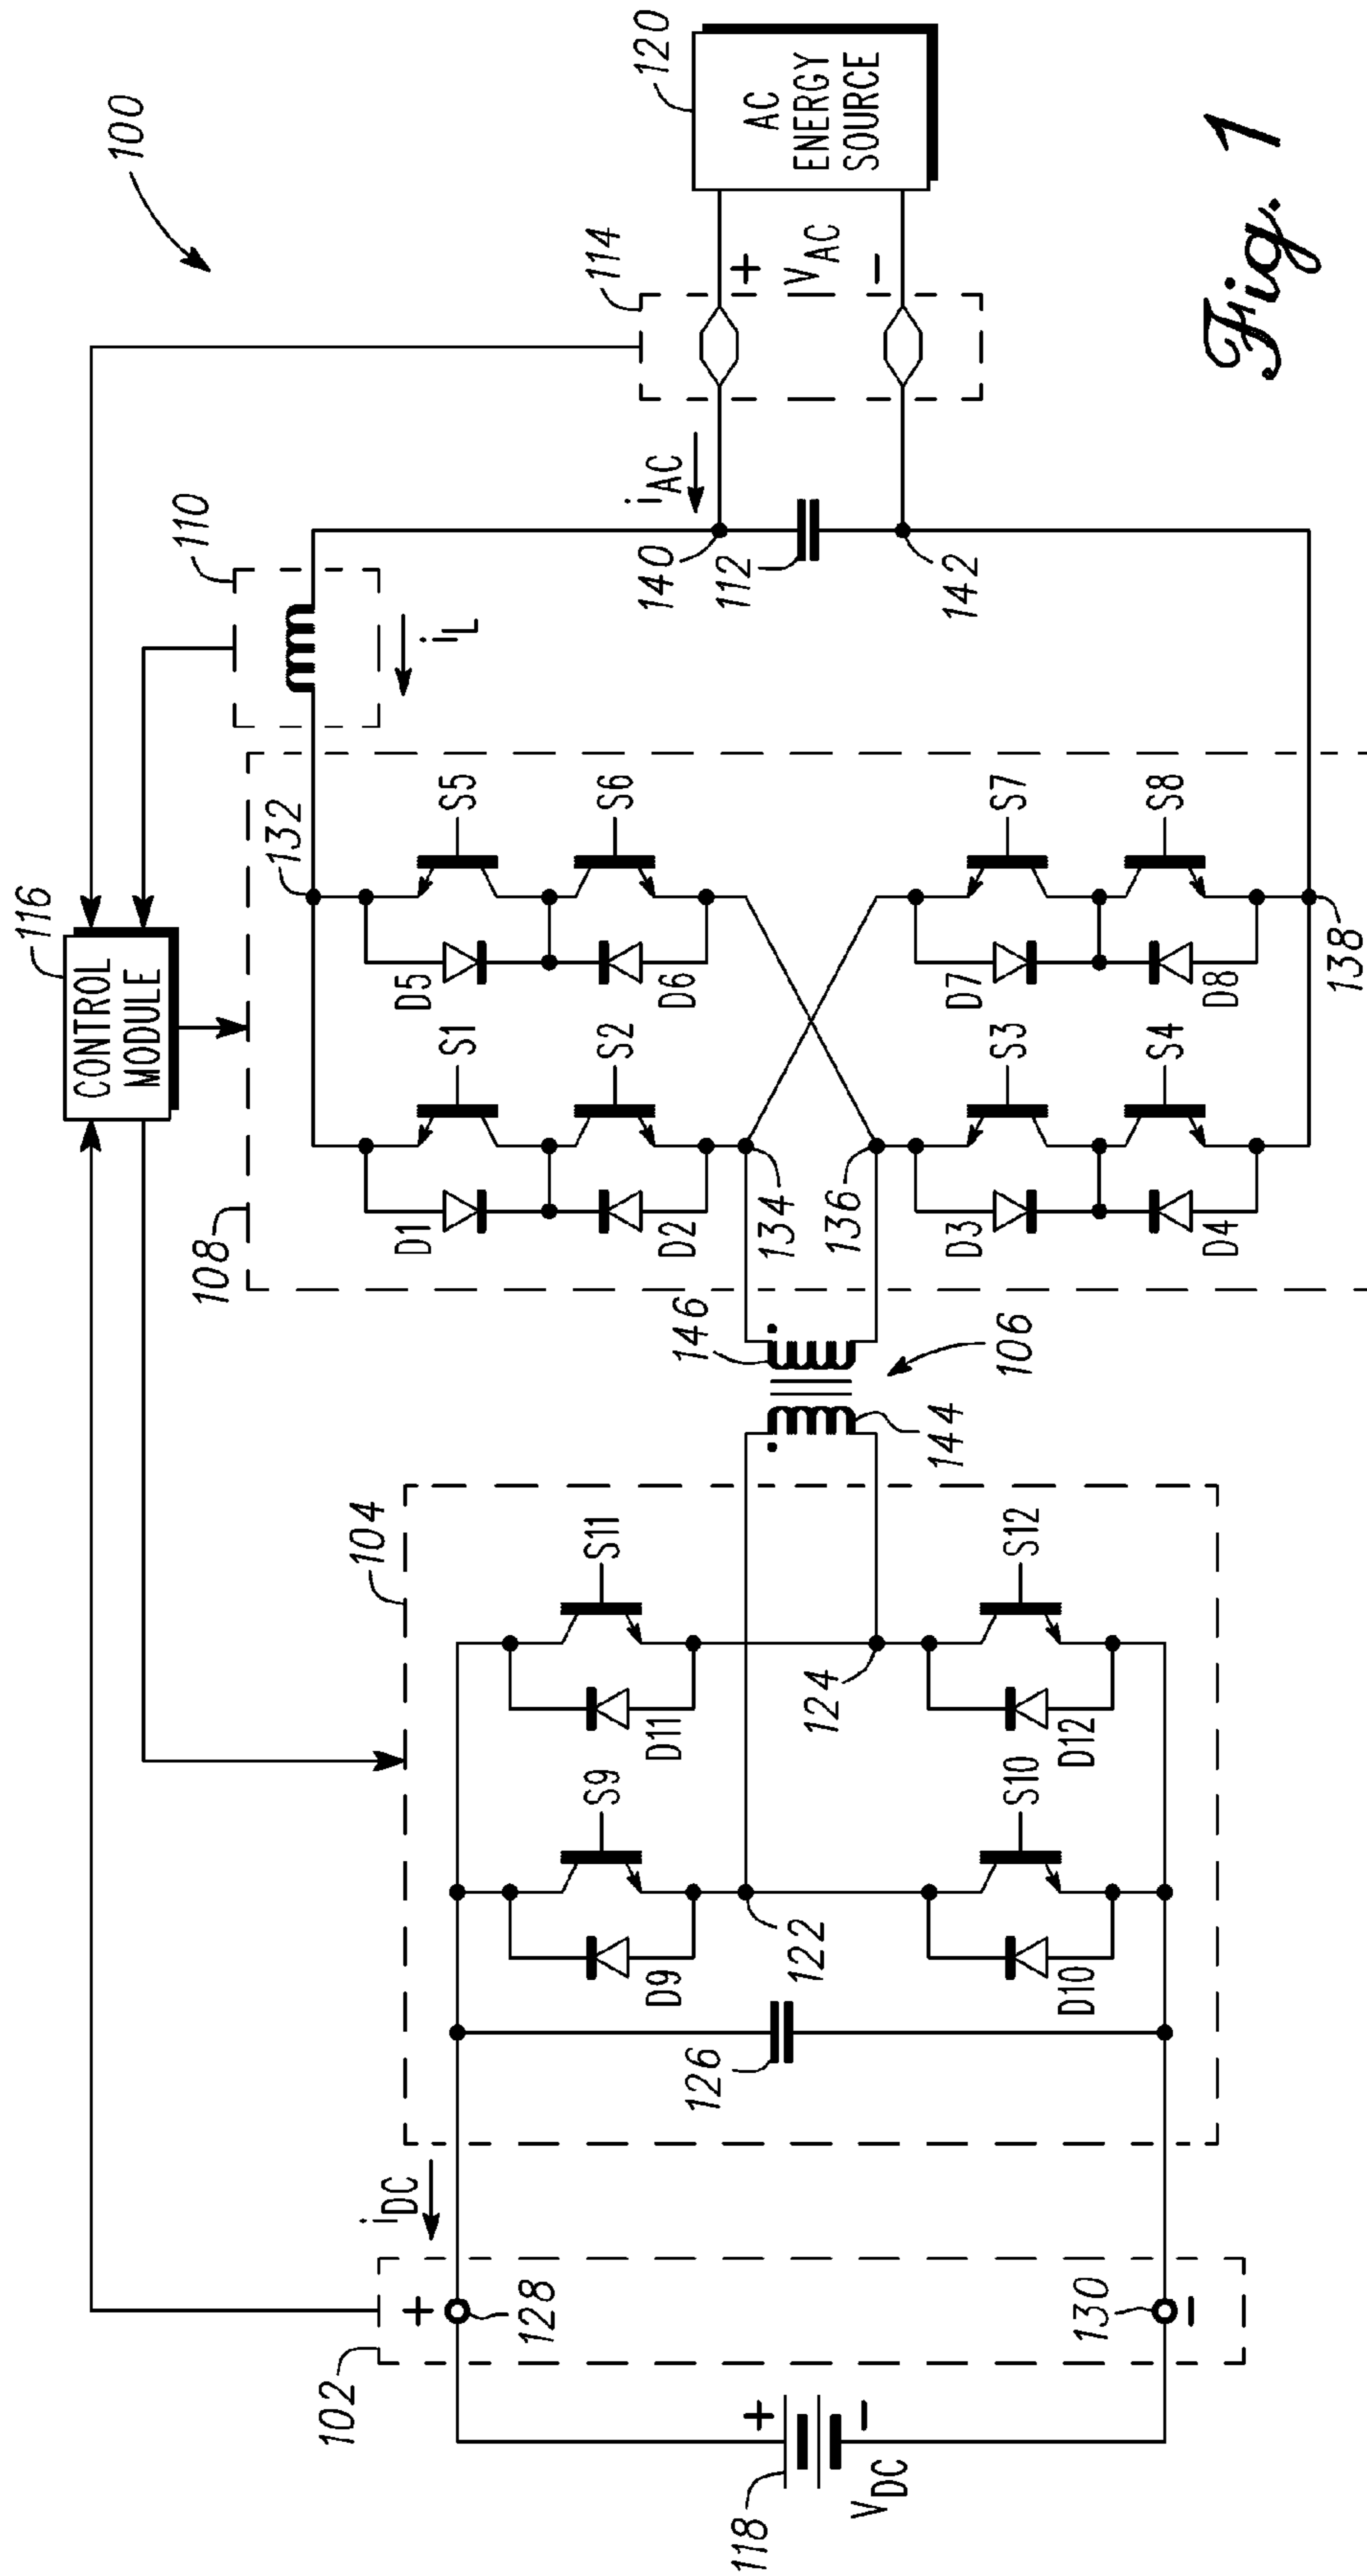 100
116
CONTROL
MODULE
110
iL
108
132
S1
S5
D1
D5
S2
S6
D2
D6
134
136
S3
S7
D3
D7
S4
S8
D4
D8
138
iAC
140
112
142
114
+
VAC
−
120
AC
ENERGY
SOURCE
146
106
144
104
S9
S11
D9
D11
122
124
126
S10
S12
D10
D12
iDC
102
+
128
130
−
118
+
−
VDC
Fig. 1